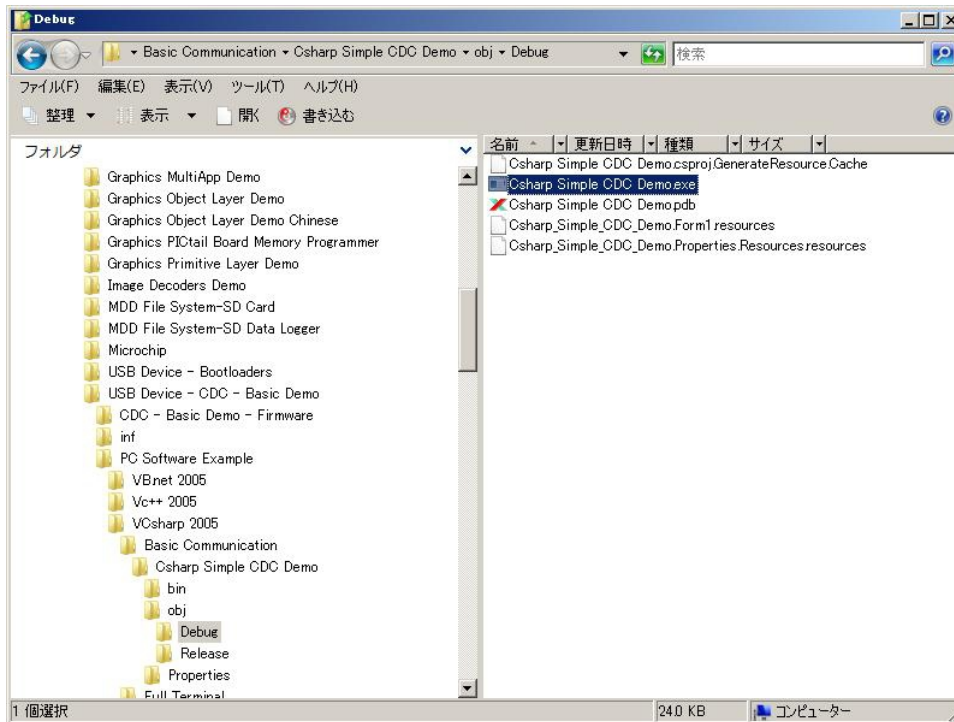 Debug
Basic Communication Csharp Simple CDC Demo obj Debug 検索
ファイル(F) 編集(E) 表示(V) ツール(T) ヘルプ(H)
整理 表示 開く 書き込む
フォルダ
名前 更新日時 種類 サイズ
Graphics MultiApp Demo
Graphics Object Layer Demo
Graphics Object Layer Demo Chinese
Graphics PICtail Board Memory Programmer
Graphics Primitive Layer Demo
Image Decoders Demo
MDD File System-SD Card
MDD File System-SD Data Logger
Microchip
USB Device - Bootloaders
USB Device - CDC - Basic Demo
CDC - Basic Demo - Firmware
inf
PC Software Example
VB.net 2005
Vc++ 2005
VCsharp 2005
Basic Communication
Csharp Simple CDC Demo
bin
obj
Debug
Release
Properties
Full Terminal
Csharp Simple CDC Demo.csproj.GenerateResource.Cache
Csharp Simple CDC Demo.exe
Csharp Simple CDC Demo.pdb
Csharp_Simple_CDC_Demo.Form1.resources
Csharp_Simple_CDC_Demo.Properties.Resources.resources
1 個選択 24.0 KB コンピューター